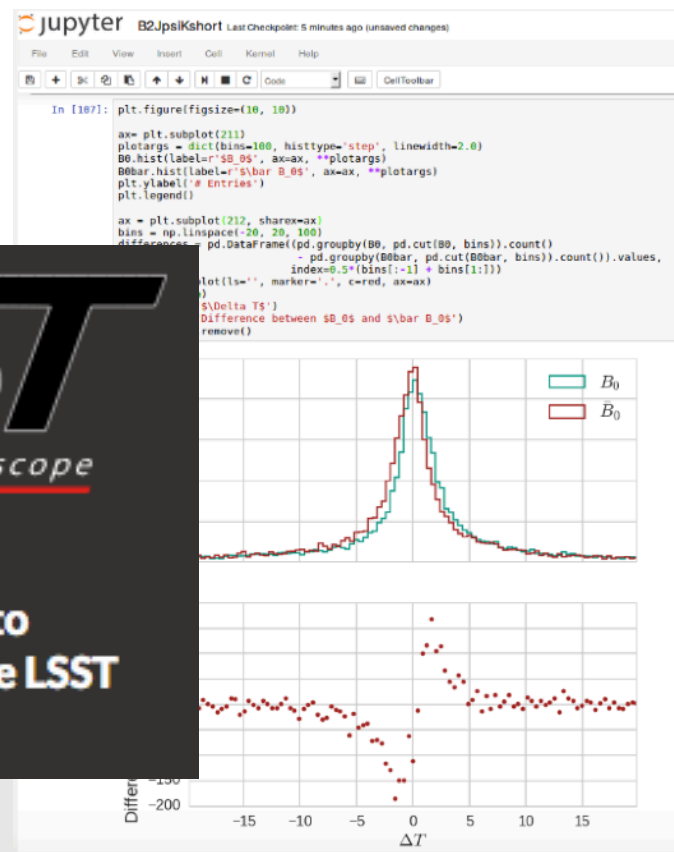 jupyter B2JpsiKshort Last Checkpoint: 5 minutes ago (unsaved changes)
File Edit View Insert Cell Kernel Help
Code CellToolbar
In [107]: plt.figure(figsize=(10, 10))
ax= plt.subplot(211)
plotargs = dict(bins=100, histtype='step', linewidth=2.0)
B0.hist(label=r'$B_0$', ax=ax, **plotargs)
B0bar.hist(label=r'$\bar B_0$', ax=ax, **plotargs)
plt.ylabel('# Entries')
plt.legend()
ax = plt.subplot(212, sharex=ax)
bins = np.linspace(-20, 20, 100)
differences = pd.DataFrame((pd.groupby(B0, pd.cut(B0, bins)).count()
- pd.groupby(B0bar, pd.cut(B0bar, bins)).count()).values,
index=0.5*(bins[:-1] + bins[1:]))
plot(ls='', marker='.', c=red, ax=ax)
)
$\Delta T$')
Difference between $B_0$ and $\bar B_0$')
remove()
T
scope
to
e LSST
B₀
B̄₀
Differe
−150
−200
−15 −10 −5 0 5 10 15
ΔT